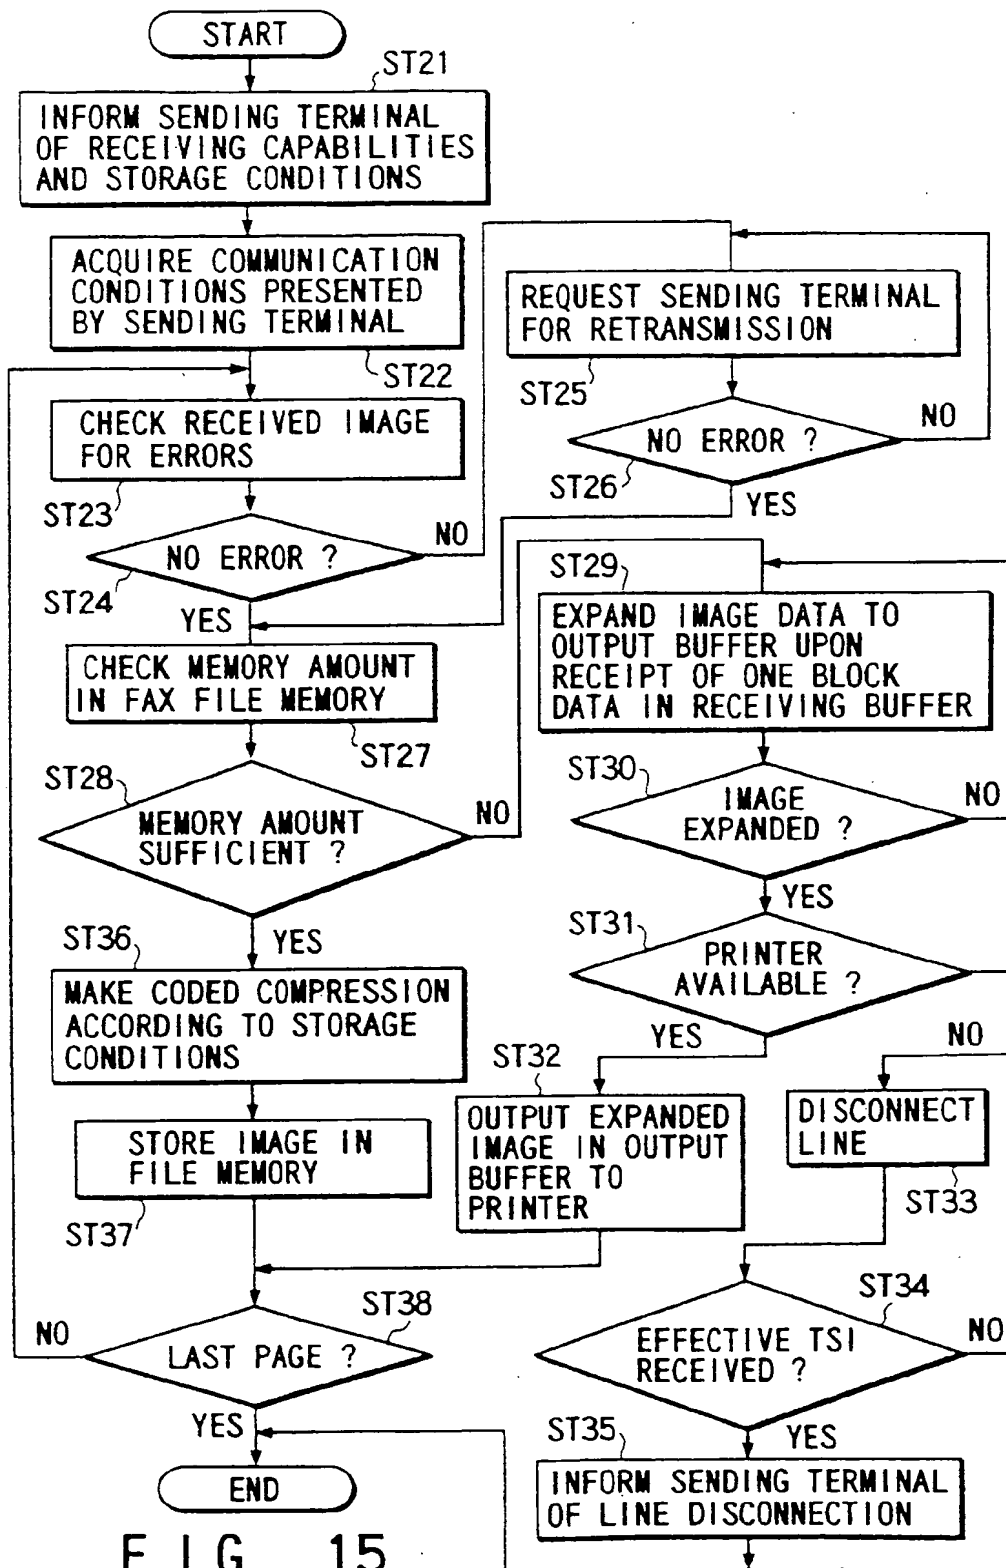 START
ST21
INFORM SENDING TERMINAL
OF RECEIVING CAPABILITIES
AND STORAGE CONDITIONS
ACQUIRE COMMUNICATION
CONDITIONS PRESENTED
BY SENDING TERMINAL
ST22
CHECK RECEIVED IMAGE
FOR ERRORS
ST23
NO ERROR ?
NO
ST24
YES
REQUEST SENDING TERMINAL
FOR RETRANSMISSION
ST25
NO ERROR ?
NO
ST26
YES
CHECK MEMORY AMOUNT
IN FAX FILE MEMORY
ST27
ST28
MEMORY AMOUNT
SUFFICIENT ?
NO
YES
ST29
EXPAND IMAGE DATA TO
OUTPUT BUFFER UPON
RECEIPT OF ONE BLOCK
DATA IN RECEIVING BUFFER
ST30
IMAGE
EXPANDED ?
NO
YES
ST31
PRINTER
AVAILABLE ?
YES
NO
ST32
OUTPUT EXPANDED
IMAGE IN OUTPUT
BUFFER TO
PRINTER
DISCONNECT
LINE
ST33
ST34
EFFECTIVE TSI
RECEIVED ?
NO
YES
ST35
INFORM SENDING TERMINAL
OF LINE DISCONNECTION
ST36
MAKE CODED COMPRESSION
ACCORDING TO STORAGE
CONDITIONS
STORE IMAGE IN
FILE MEMORY
ST37
ST38
LAST PAGE ?
NO
YES
END
FIG. 15